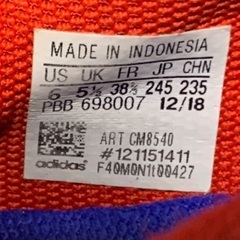 MADE IN INDONESIA
US UK FR JP CHN
6 5½ 38⅔ 245 235
PBB 698007 12/18
ART CM8540
#121151411
adidas F40M0N1t00427